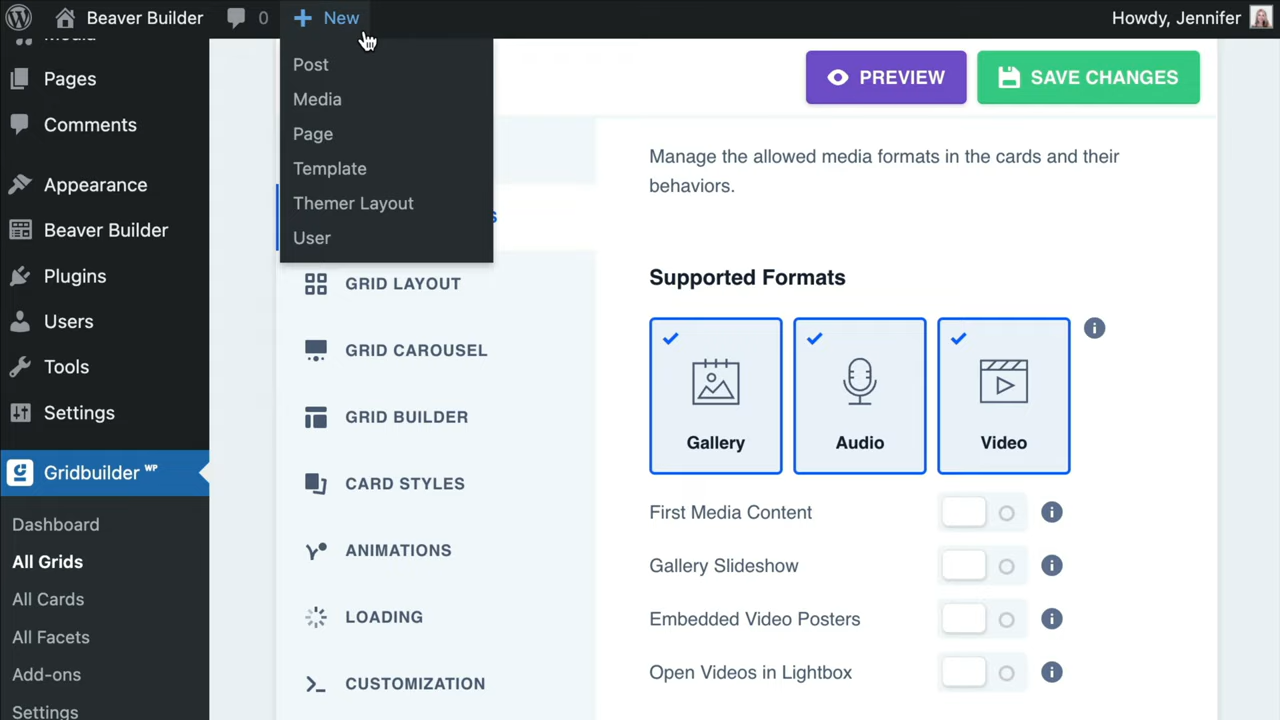 Beaver Builder
0
New
Howdy, Jennifer
Media
Pages
Comments
Appearance
Beaver Builder
Plugins
Users
Tools
Settings
Gridbuilder WP
Dashboard
All Grids
All Cards
All Facets
Add-ons
Settings
Post
Media
Page
Template
Themer Layout
User
S
GRID LAYOUT
GRID CAROUSEL
GRID BUILDER
CARD STYLES
ANIMATIONS
LOADING
CUSTOMIZATION
PREVIEW
SAVE CHANGES
Manage the allowed media formats in the cards and their
behaviors.
Supported Formats
Gallery
Audio
Video
First Media Content
Gallery Slideshow
Embedded Video Posters
Open Videos in Lightbox